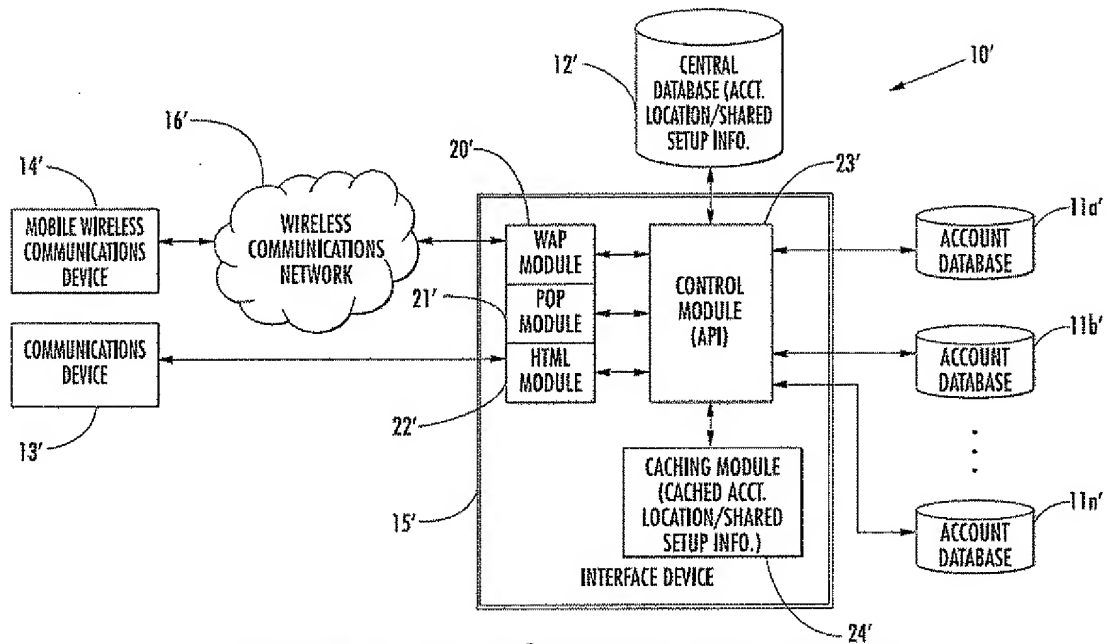 12'
CENTRAL
DATABASE (ACCT.
LOCATION/SHARED
SETUP INFO.
10'
16'
14'
MOBILE WIRELESS
COMMUNICATIONS
DEVICE
WIRELESS
COMMUNICATIONS
NETWORK
20'
WAP
MODULE
23'
11a'
ACCOUNT
DATABASE
21'
POP
MODULE
CONTROL
MODULE
(API)
COMMUNICATIONS
DEVICE
13'
HTML
MODULE
22'
11b'
ACCOUNT
DATABASE
15'
CACHING MODULE
(CACHED ACCT.
LOCATION/SHARED
SETUP INFO.)
INTERFACE DEVICE
24'
11n'
ACCOUNT
DATABASE